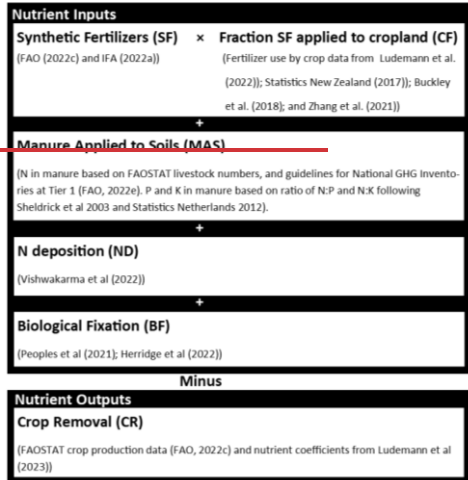 Nutrient Inputs
Synthetic Fertilizers (SF) × Fraction SF applied to cropland (CF)
(FAO (2022c) and IFA (2022a)) (Fertilizer use by crop data from Ludemann et al.
(2022)); Statistics New Zealand (2017)); Buckley
et al. (2018); and Zhang et al. (2021))
+
Manure Applied to Soils (MAS)
(N in manure based on FAOSTAT livestock numbers, and guidelines for National GHG Invento-
ries at Tier 1 (FAO, 2022e). P and K in manure based on ratio of N:P and N:K following
Sheldrick et al 2003 and Statistics Netherlands 2012).
+
N deposition (ND)
(Vishwakarma et al (2022))
+
Biological Fixation (BF)
(Peoples et al (2021); Herridge et al (2022))
Minus
Nutrient Outputs
Crop Removal (CR)
(FAOSTAT crop production data (FAO, 2022c) and nutrient coefficients from Ludemann et al
(2023))